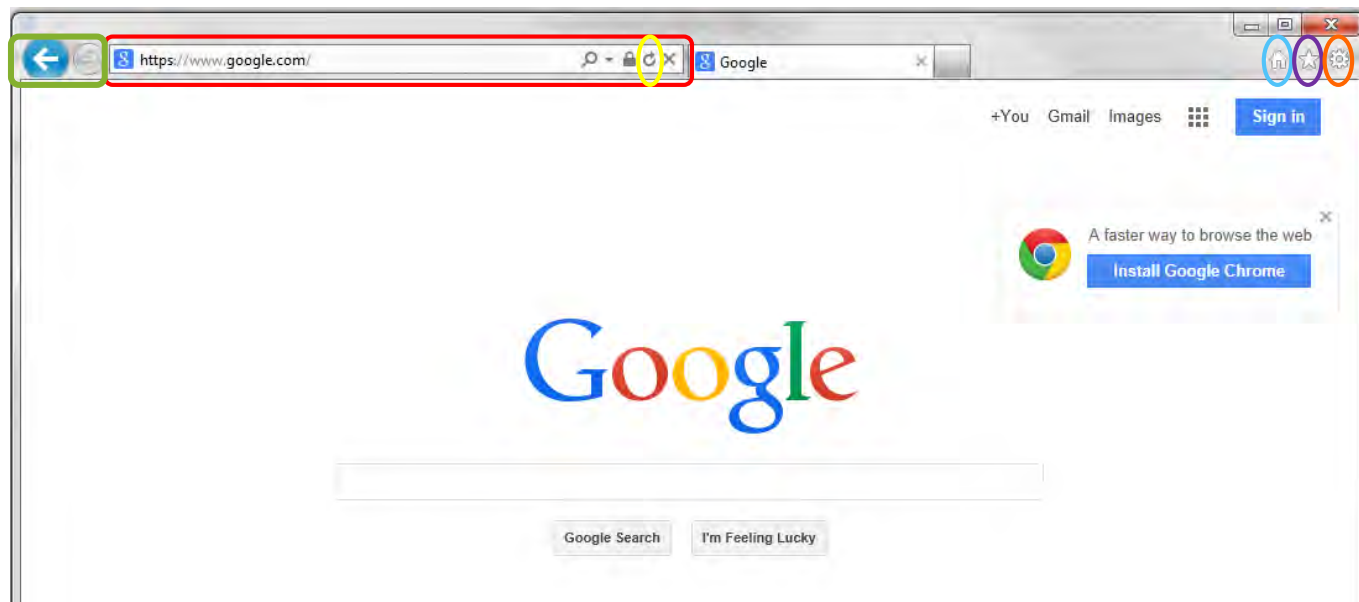 https://www.google.com/
Google
+You Gmail Images Sign in
A faster way to browse the web
Install Google Chrome
Google
Google Search I'm Feeling Lucky